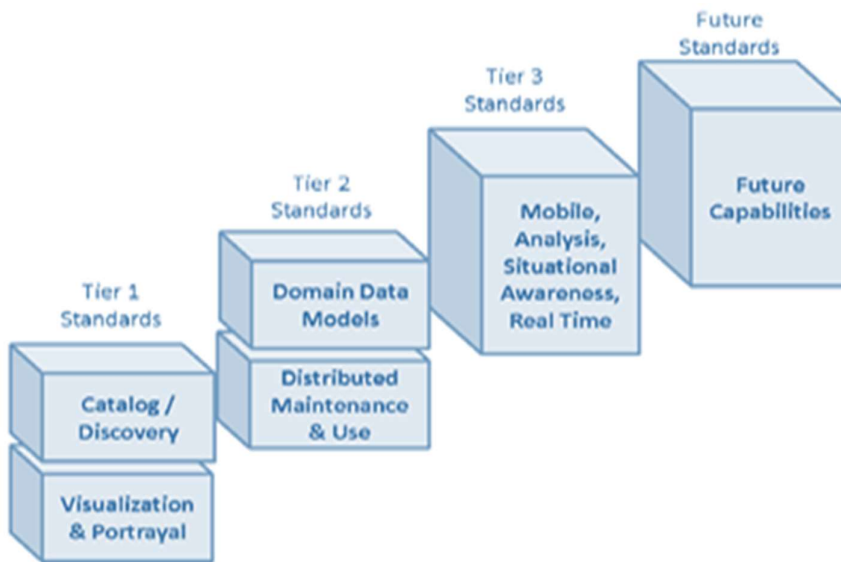 Tier 1
Standards
Catalog /
Discovery
Visualization
& Portrayal
Tier 2
Standards
Domain Data
Models
Distributed
Maintenance
& Use
Tier 3
Standards
Mobile,
Analysis,
Situational
Awareness,
Real Time
Future
Standards
Future
Capabilities